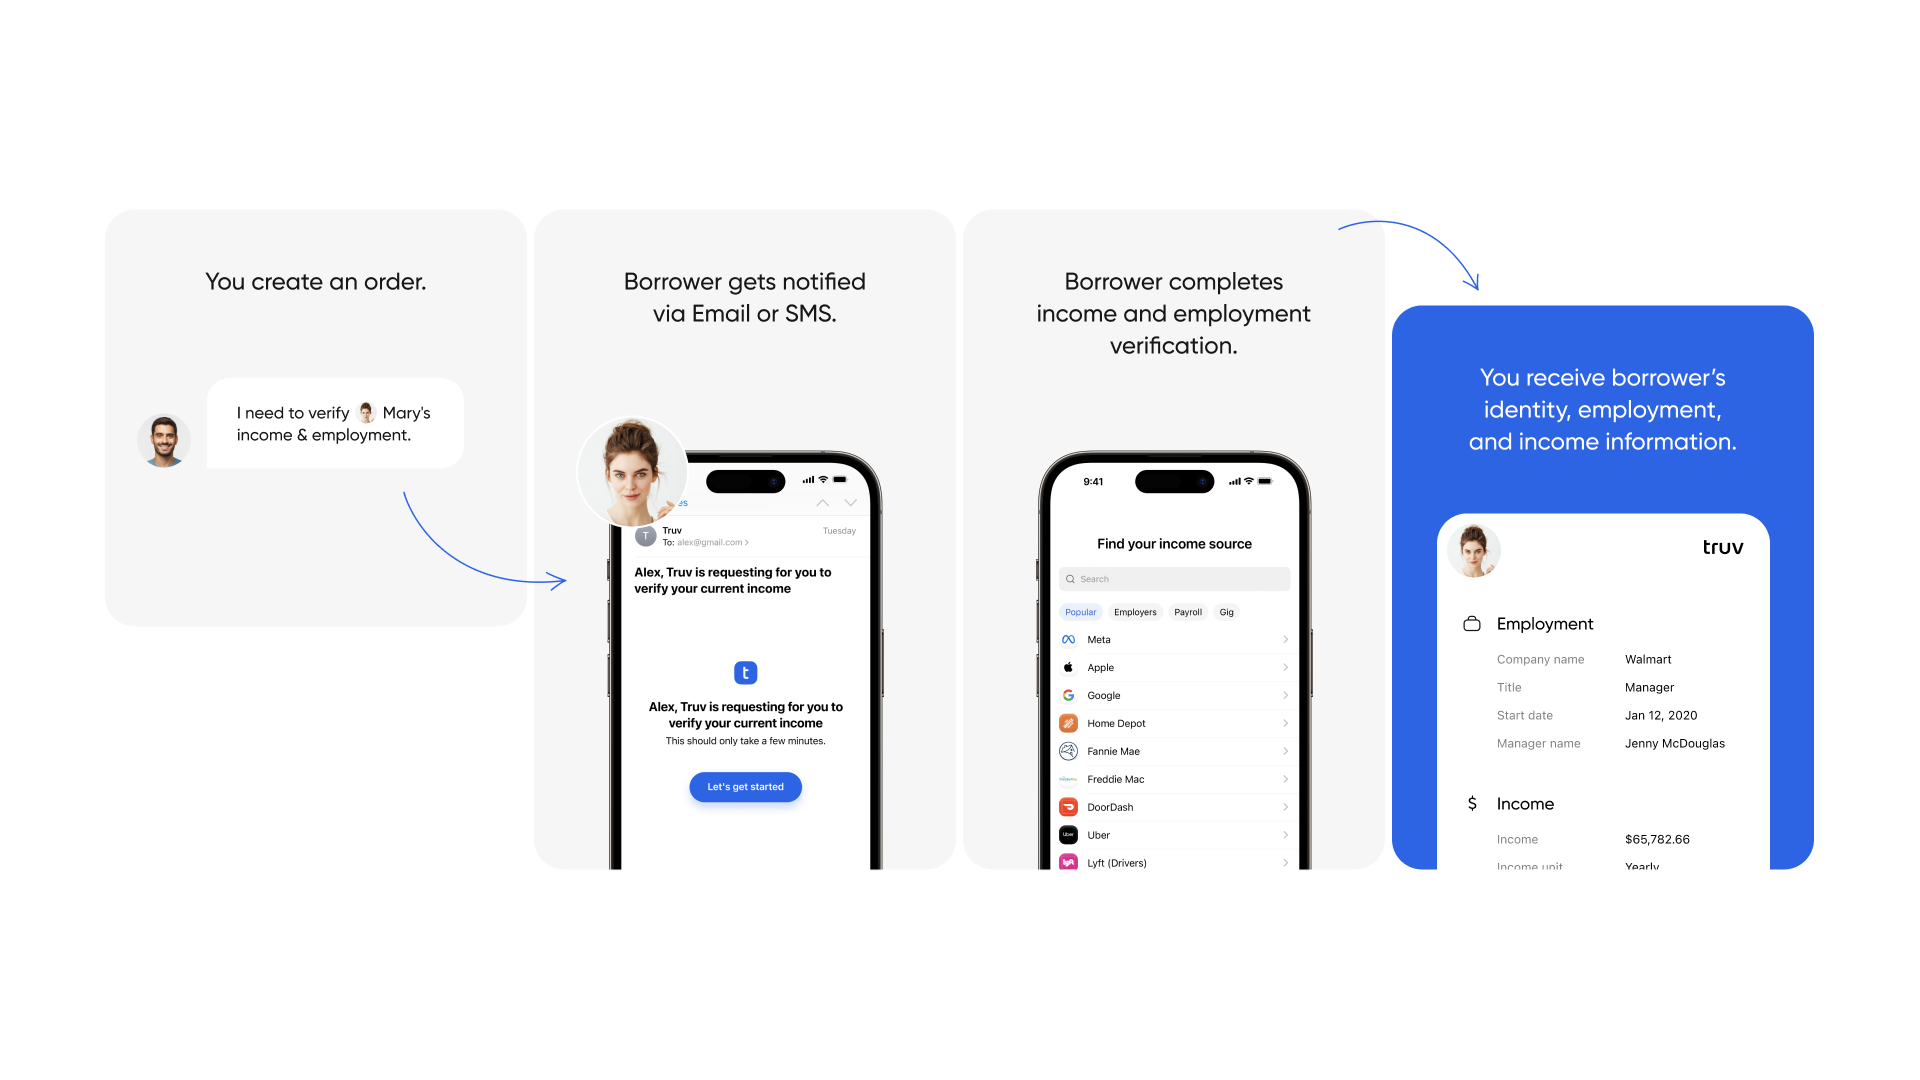 You create an order.
I need to verify Mary's
income & employment.
Borrower gets notified
via Email or SMS.
es
T
Truv
Tuesday
To: alex@gmail.com >
Alex, Truv is requesting for you to
verify your current income
t
Alex, Truv is requesting for you to
verify your current income
This should only take a few minutes.
Let's get started
Borrower completes
income and employment
verification.
9:41
Find your income source
Search
Popular Employers Payroll Gig
Meta
Apple
Google
Home Depot
Fannie Mae
Freddie Mac
DoorDash
Uber
Uber
Lyft (Drivers)
You receive borrower's
identity, employment,
and income information.
truv
Employment
Company name Walmart
Title Manager
Start date Jan 12, 2020
Manager name Jenny McDouglas
$ Income
Income $65,782.66
Income unit Yearly